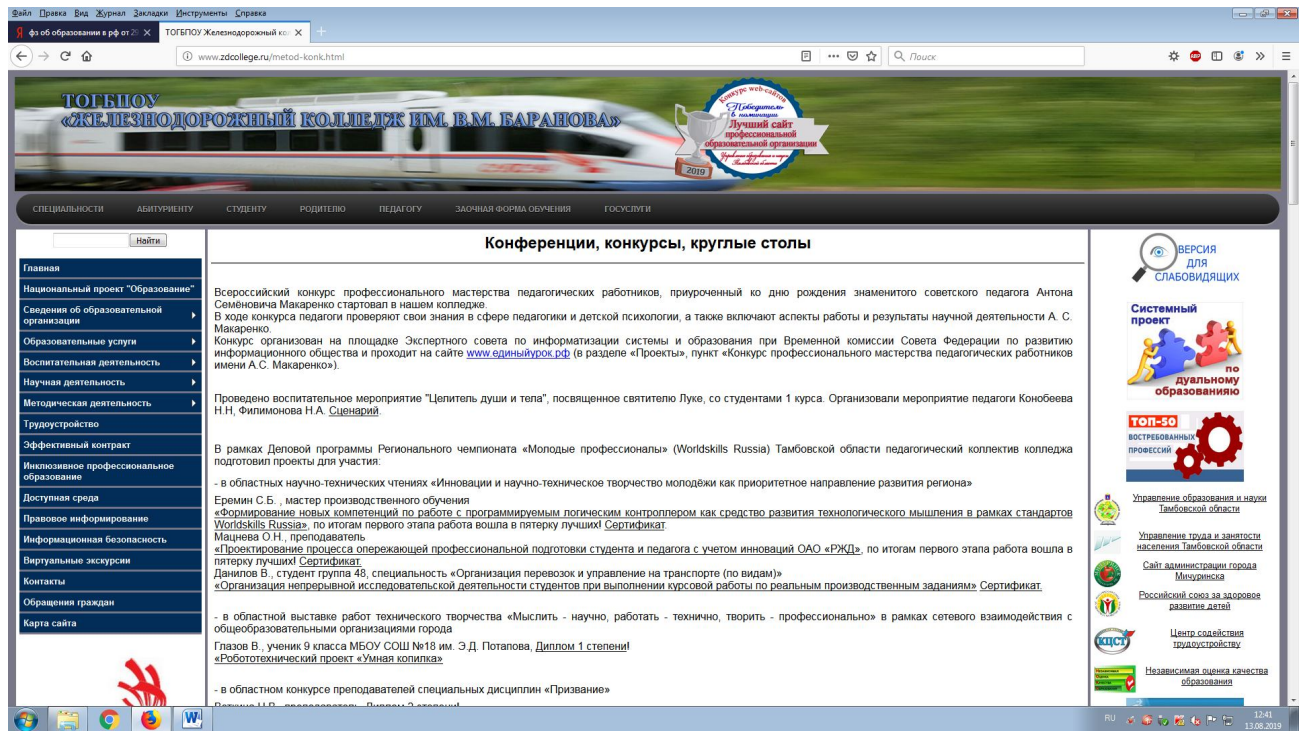 Файл Правка Вид Журнал Закладки Инструменты Справка
фз об образовании в рф от 29
ТОГБПОУ Железнодорожный кол
www.zdcollege.ru/metod-konk.html
Поиск
ТОГБПОУ
«ЖЕЛЕЗНОДОРОЖНЫЙ КОЛЛЕДЖ ИМ. В.М. БАРАНОВА»
Конкурс web-сайтов
Победитель
в номинации
Лучший сайт
профессиональной
образовательной организации
2019
СПЕЦИАЛЬНОСТИ АБИТУРИЕНТУ СТУДЕНТУ РОДИТЕЛЮ ПЕДАГОГУ ЗАОЧНАЯ ФОРМА ОБУЧЕНИЯ ГОСУСЛУГИ
Найти
Главная
Национальный проект "Образование"
Сведения об образовательной
организации
Образовательные услуги
Воспитательная деятельность
Научная деятельность
Методическая деятельность
Трудоустройство
Эффективный контракт
Инклюзивное профессиональное
образование
Доступная среда
Правовое информирование
Информационная безопасность
Виртуальные экскурсии
Контакты
Обращения граждан
Карта сайта
Конференции, конкурсы, круглые столы
Всероссийский конкурс профессионального мастерства педагогических работников, приуроченный ко дню рождения знаменитого советского педагога Антона
Семёновича Макаренко стартовал в нашем колледже.
В ходе конкурса педагоги проверяют свои знания в сфере педагогики и детской психологии, а также включают аспекты работы и результаты научной деятельности А. С.
Макаренко.
Конкурс организован на площадке Экспертного совета по информатизации системы и образования при Временной комиссии Совета Федерации по развитию
информационного общества и проходит на сайте www.единыйурок.рф (в разделе «Проекты», пункт «Конкурс профессионального мастерства педагогических работников
имени А.С. Макаренко»).
Проведено воспитательное мероприятие "Целитель души и тела", посвященное святителю Луке, со студентами 1 курса. Организовали мероприятие педагоги Конобеева
Н.Н, Филимонова Н.А. Сценарий.
В рамках Деловой программы Регионального чемпионата «Молодые профессионалы» (Worldskills Russia) Тамбовской области педагогический коллектив колледжа
подготовил проекты для участия:
- в областных научно-технических чтениях «Инновации и научно-техническое творчество молодёжи как приоритетное направление развития региона»
Еремин С.Б. , мастер производственного обучения
«Формирование новых компетенций по работе с программируемым логическим контроллером как средство развития технологического мышления в рамках стандартов
Worldskills Russia», по итогам первого этапа работа вошла в пятерку лучших! Сертификат.
Мацнева О.Н., преподаватель
«Проектирование процесса опережающей профессиональной подготовки студента и педагога с учетом инноваций ОАО «РЖД», по итогам первого этапа работа вошла в
пятерку лучших! Сертификат.
Данилов В., студент группа 48, специальность «Организация перевозок и управление на транспорте (по видам)»
«Организация непрерывной исследовательской деятельности студентов при выполнении курсовой работы по реальным производственным заданиям» Сертификат.
- в областной выставке работ технического творчества «Мыслить - научно, работать - технично, творить - профессионально» в рамках сетевого взаимодействия с
общеобразовательными организациями города
Глазов В., ученик 9 класса МБОУ СОШ №18 им. Э.Д. Потапова, Диплом 1 степени!
«Робототехнический проект «Умная копилка»
- в областном конкурсе преподавателей специальных дисциплин «Призвание»
ВЕРСИЯ
ДЛЯ
СЛАБОВИДЯЩИХ
Системный
проект
по
дуальному
образованияю
ТОП-50
ВОСТРЕБОВАННЫХ
ПРОФЕССИЙ
Управление образования и науки
Тамбовской области
Управление труда и занятости
населения Тамбовской области
Сайт администрации города
Мичуринска
Российский союз за здоровое
развитие детей
КЦСТ
Центр содействия
трудоустройству
Независимая оценка качества
образования
RU
12:41
13.08.2019